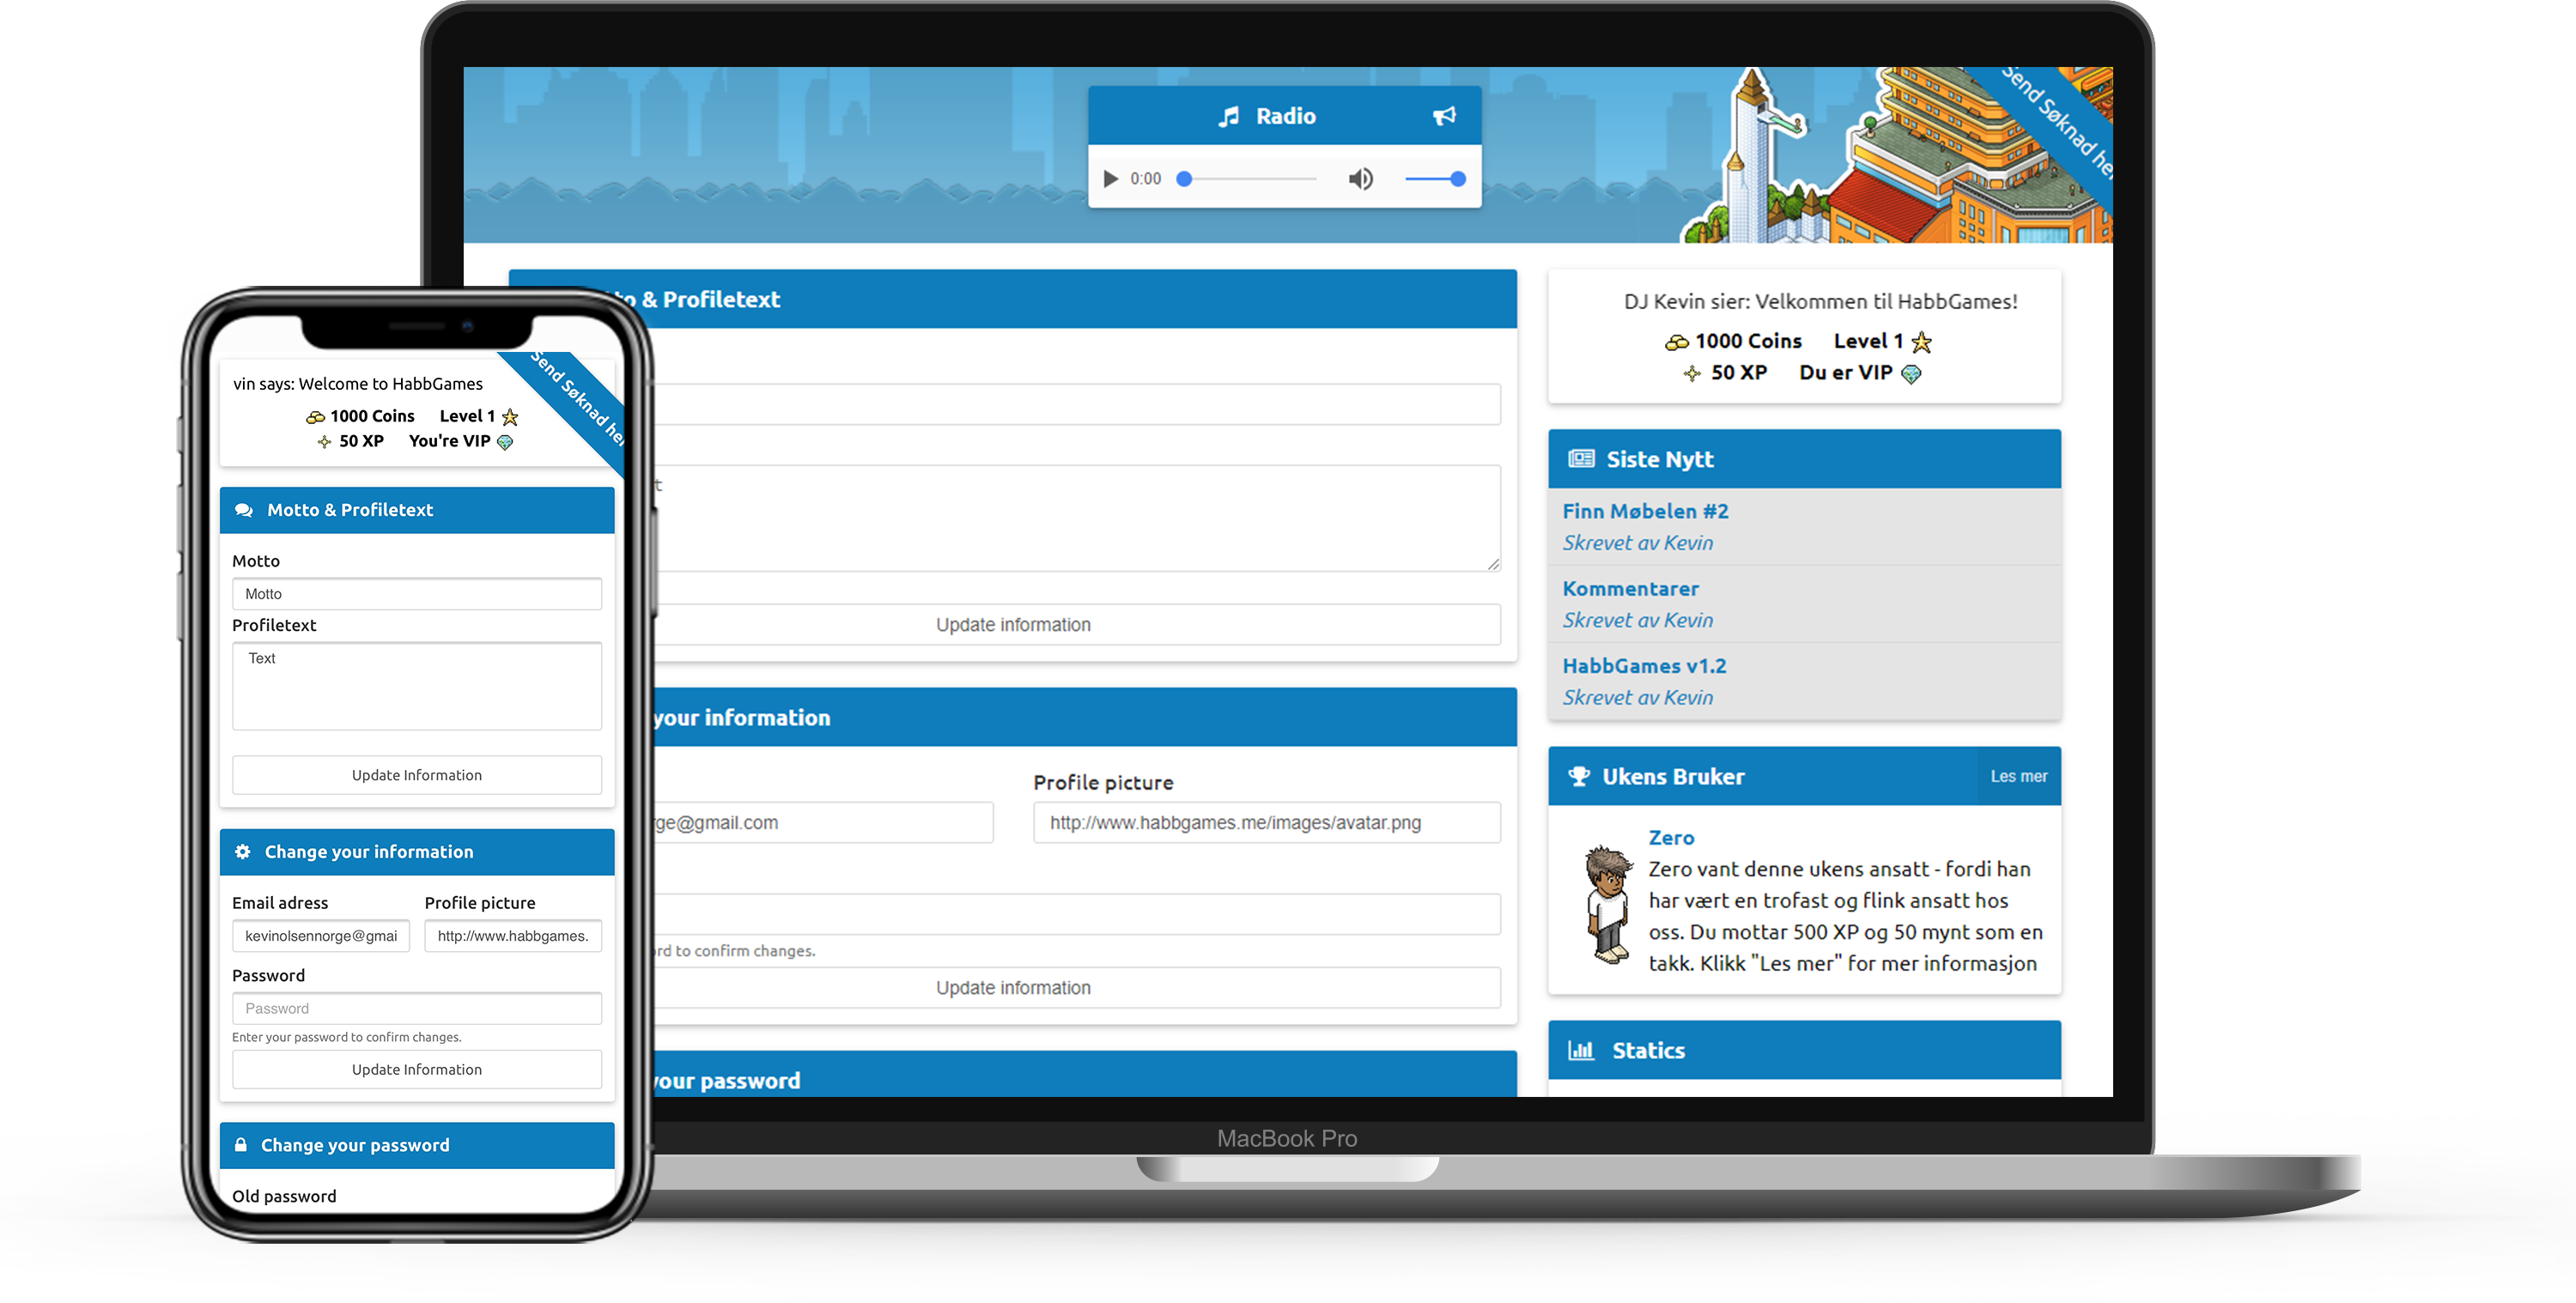 Radio
0:00
Send Søknad her
to & Profiletext
t
Update information
your information
Profile picture
rge@gmail.com
http://www.habbgames.me/images/avatar.png
rd to confirm changes.
Update information
your password
DJ Kevin sier: Velkommen til HabbGames!
1000 Coins Level 1
50 XP Du er VIP
Siste Nytt
Finn Møbelen #2
Skrevet av Kevin
Kommentarer
Skrevet av Kevin
HabbGames v1.2
Skrevet av Kevin
Ukens Bruker Les mer
Zero
Zero vant denne ukens ansatt - fordi han
har vært en trofast og flink ansatt hos
oss. Du mottar 500 XP og 50 mynt som en
takk. Klikk "Les mer" for mer informasjon
Statics
MacBook Pro
vin says: Welcome to HabbGames
Send Søknad her
1000 Coins Level 1
50 XP You're VIP
Motto & Profiletext
Motto
Motto
Profiletext
Text
Update Information
Change your information
Email adress Profile picture
kevinolsennorge@gmai http://www.habbgames.
Password
Password
Enter your password to confirm changes.
Update Information
Change your password
Old password